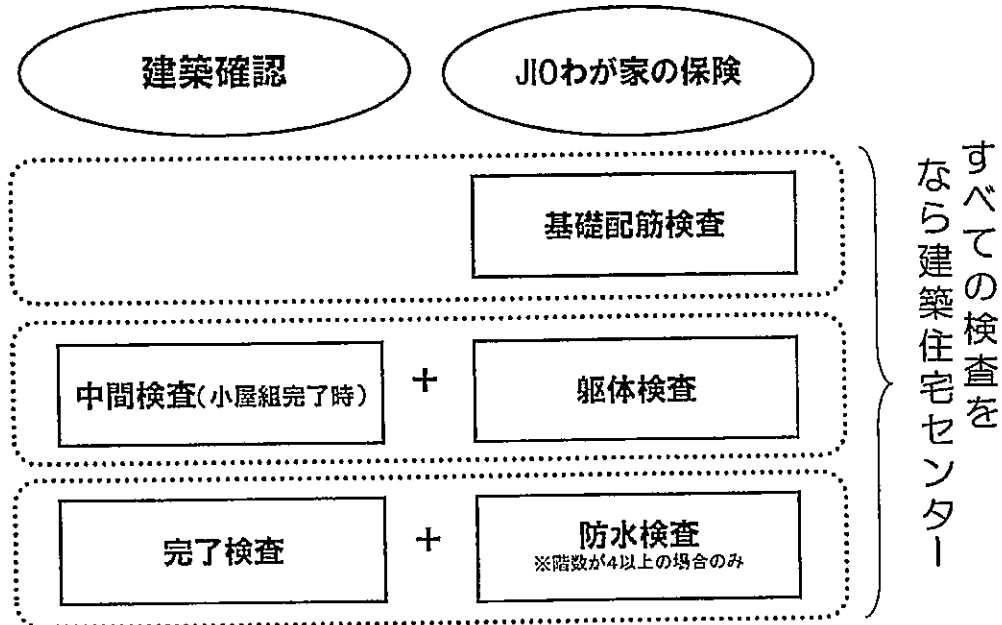 建築確認
JIOわが家の保険
基礎配筋検査
中間検査(小屋組完了時)
+
躯体検査
完了検査
+
防水検査
※階数が4以上の場合のみ
すべての検査を
なら建築住宅センター